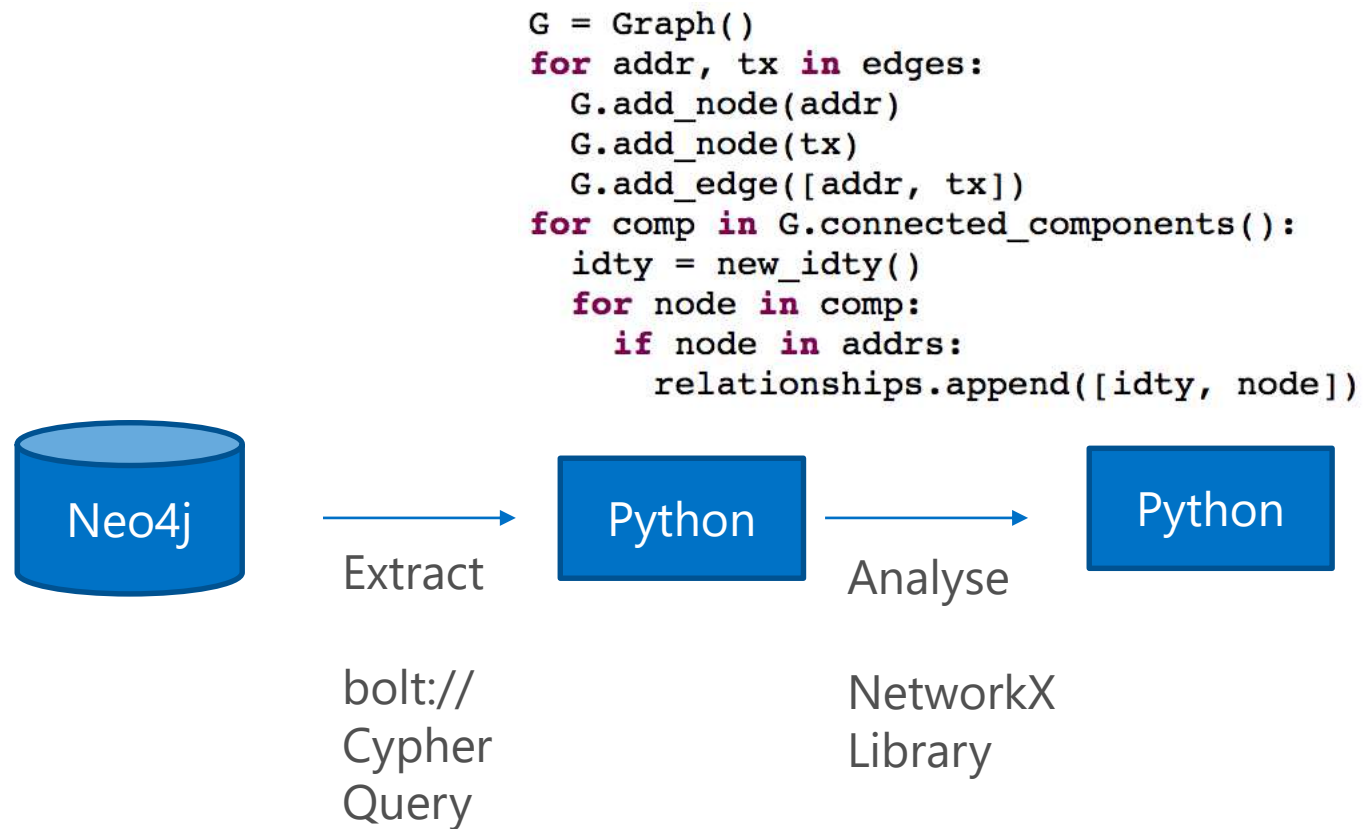 G = Graph()
for addr, tx in edges:
  G.add_node(addr)
  G.add_node(tx)
  G.add_edge([addr, tx])
for comp in G.connected_components():
  idty = new_idty()
  for node in comp:
    if node in addrs:
      relationships.append([idty, node])
Neo4j
Extract
bolt://
Cypher
Query
Python
Analyse
NetworkX
Library
Python